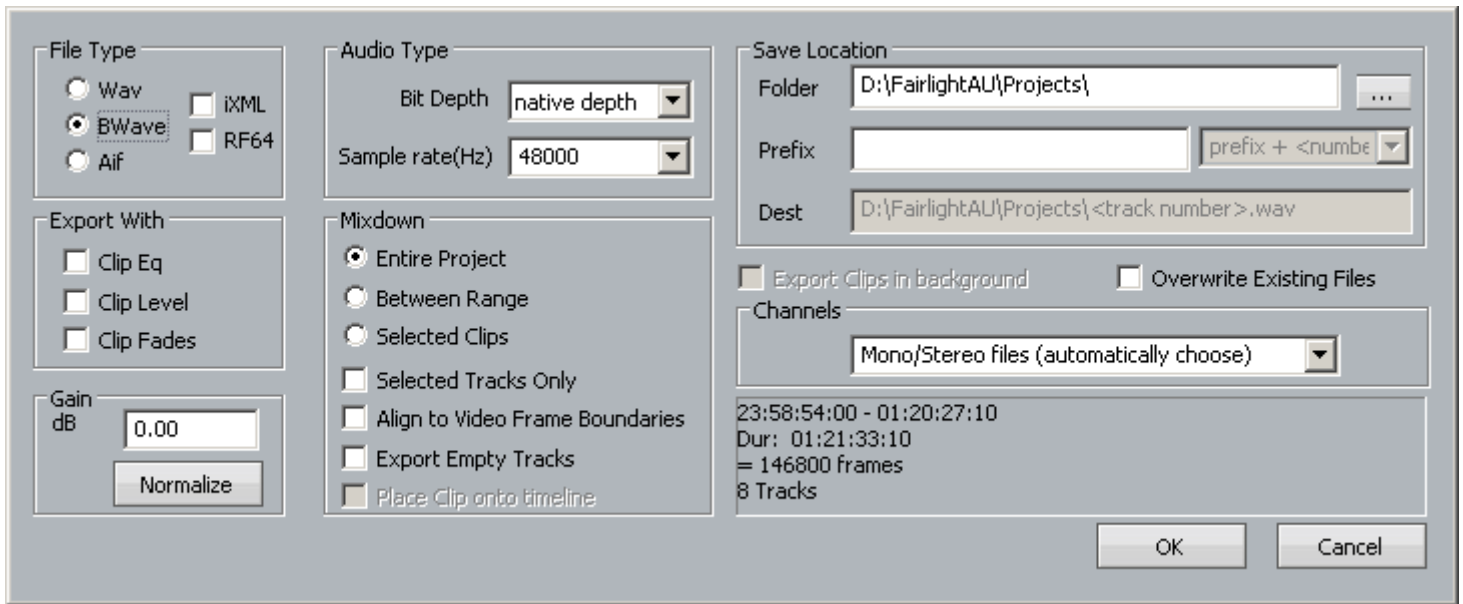 File Type
Wav
BWave
Aif
iXML
RF64
Export With
Clip Eq
Clip Level
Clip Fades
Gain
dB
0.00
Normalize
Audio Type
Bit Depth
native depth
Sample rate(Hz)
48000
Mixdown
Entire Project
Between Range
Selected Clips
Selected Tracks Only
Align to Video Frame Boundaries
Export Empty Tracks
Place Clip onto timeline
Save Location
Folder
D:\FairlightAU\Projects\
...
Prefix
prefix + <numbe
Dest
D:\FairlightAU\Projects\<track number>.wav
Export Clips in background
Overwrite Existing Files
Channels
Mono/Stereo files (automatically choose)
23:58:54:00 - 01:20:27:10
Dur: 01:21:33:10
= 146800 frames
8 Tracks
OK
Cancel